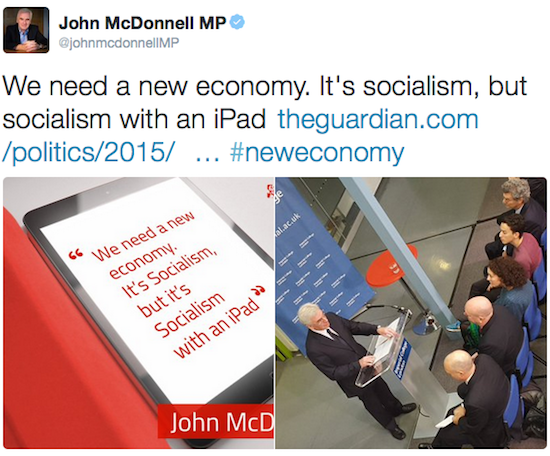 John McDonnell MP
@johnmcdonnellMP
We need a new economy. It's socialism, but
socialism with an iPad theguardian.com
/politics/2015/ … #neweconomy
“ We need a new
economy.
It's Socialism,
but it's
Socialism
with an iPad ”
John McD
al.ac.uk